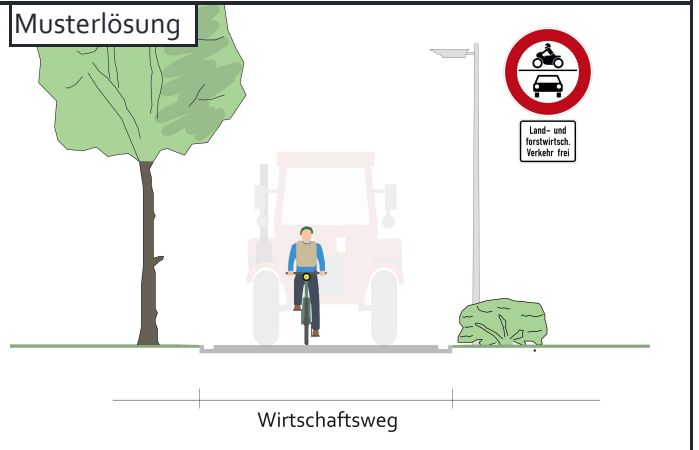 Musterlösung
Land- und
forstwirtsch.
Verkehr frei
Wirtschaftsweg